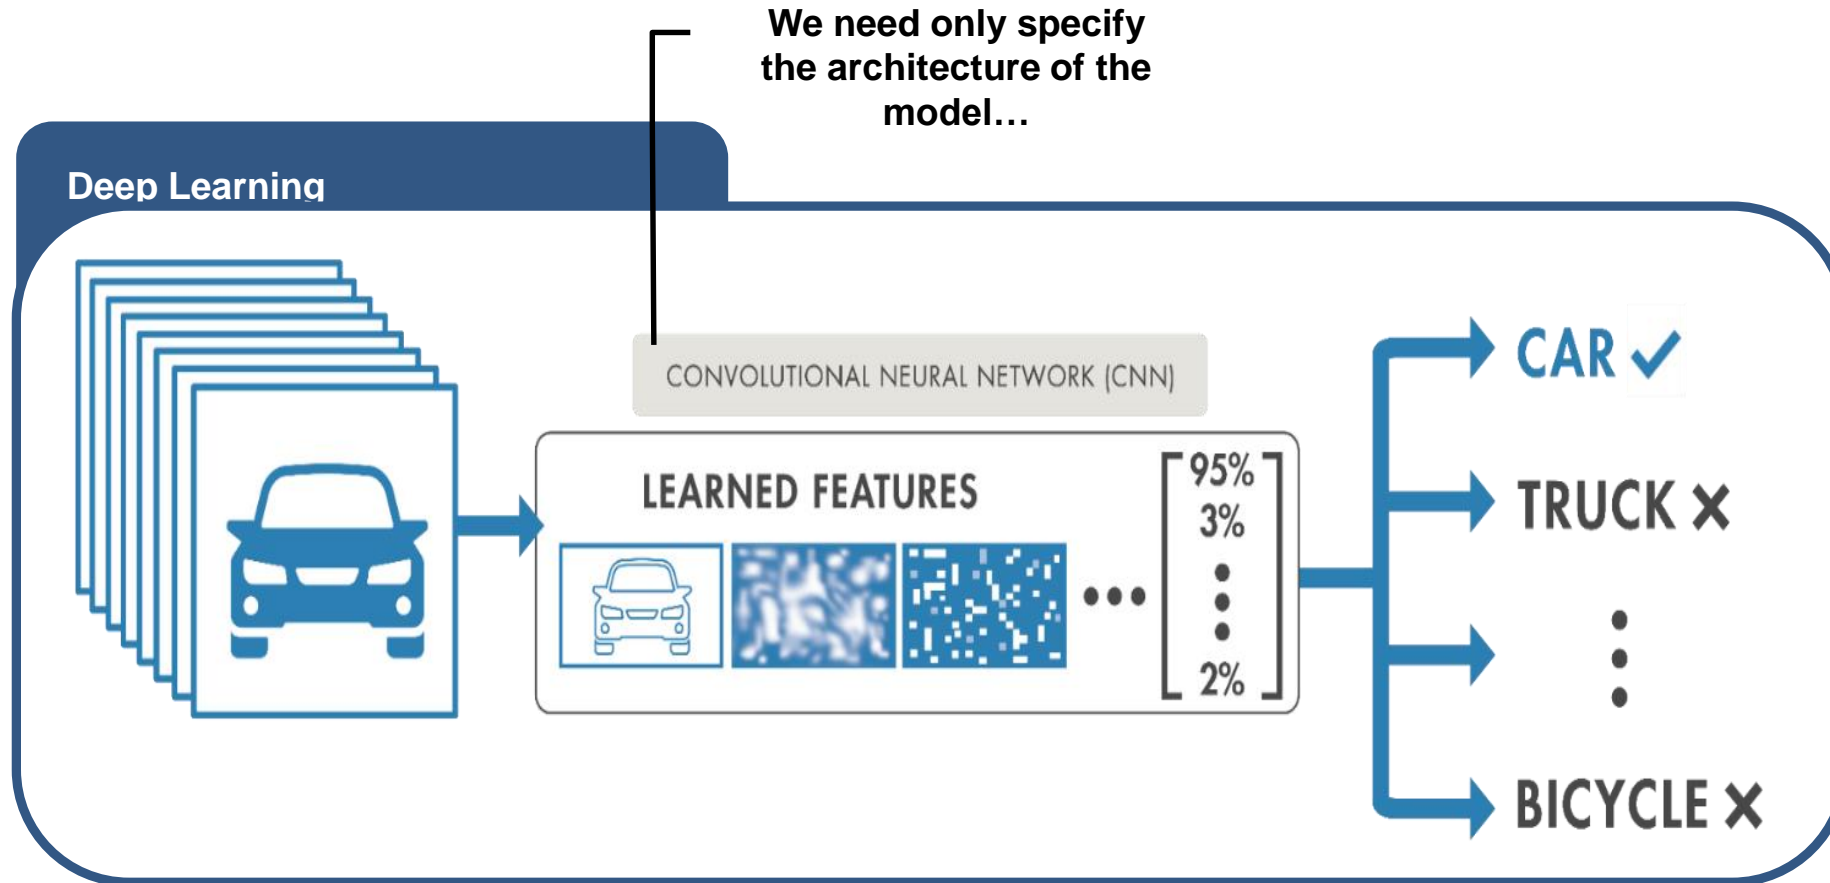 We need only specify
the architecture of the
model…
Deep Learning
CONVOLUTIONAL NEURAL NETWORK (CNN)
LEARNED FEATURES
95%
3%
2%
CAR
TRUCK
BICYCLE